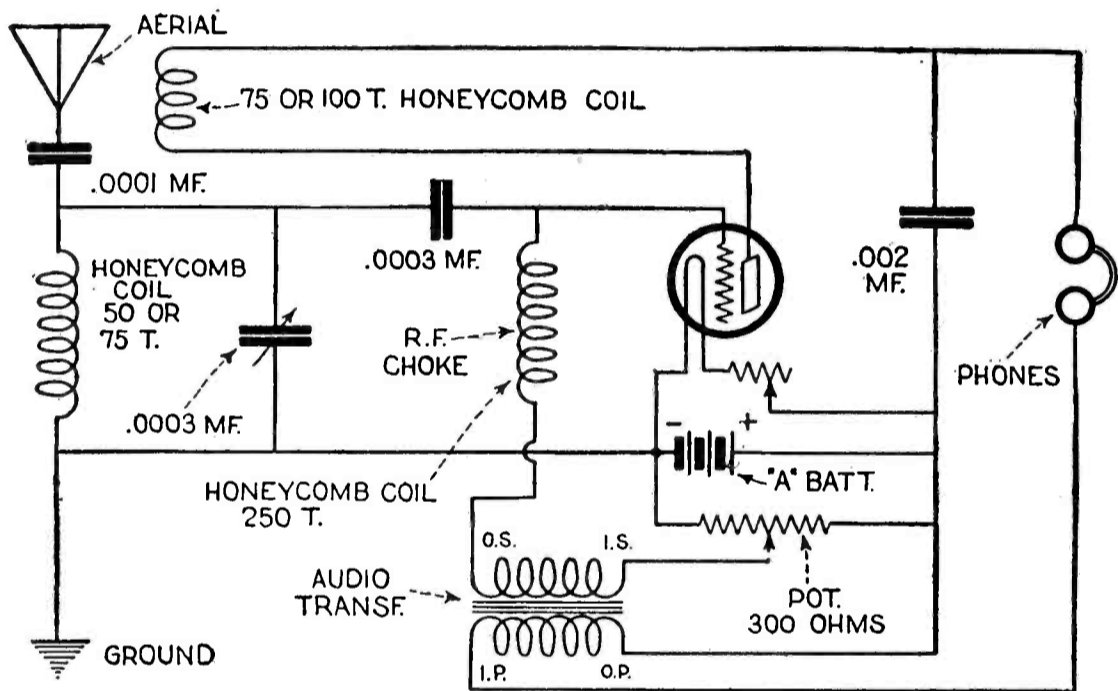 AERIAL
75 OR 100 T. HONEYCOMB COIL
.0001 MF.
HONEYCOMB
COIL
50 OR
75 T.
.0003 MF.
.002
MF.
R.F.
CHOKE
PHONES
.0003 MF.
- +
"A" BATT.
HONEYCOMB COIL
250 T.
O.S. I.S.
AUDIO
TRANSF.
POT.
300 OHMS
GROUND
I.P. O.P.